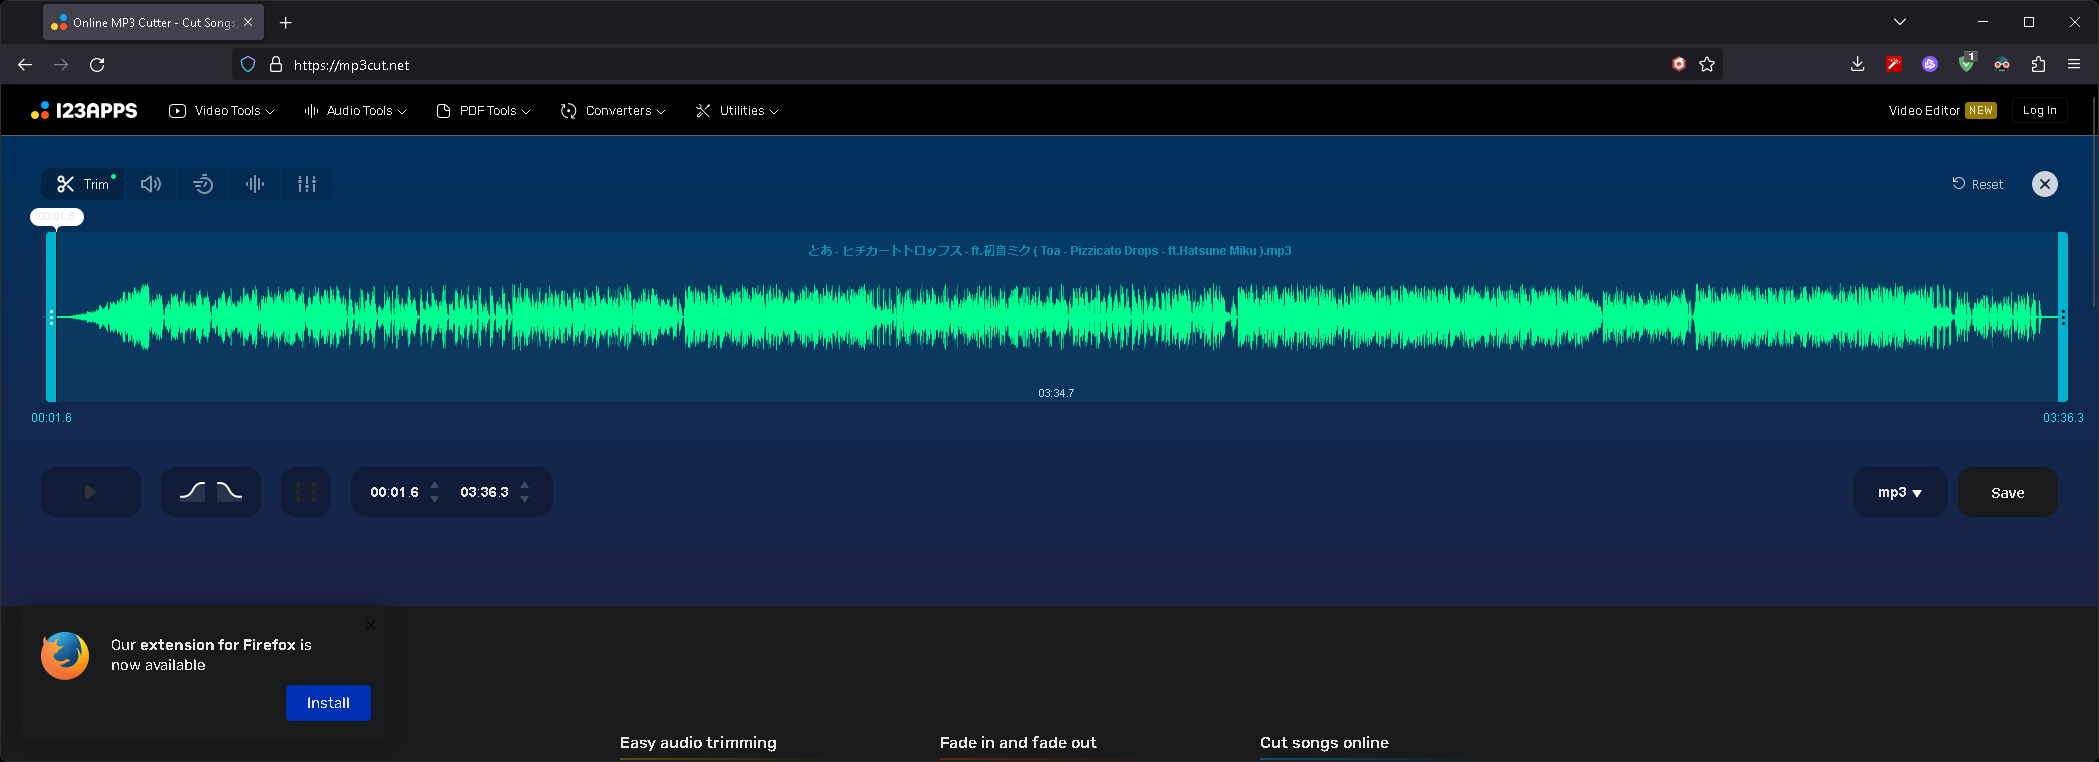 Online MP3 Cutter - Cut Songs,
https://mp3cut.net
1
123APPS
Video Tools
Audio Tools
PDF Tools
Converters
Utilities
Video Editor NEW
Log In
Trim
Reset
00:01.6
とあ - ヒチカートトロッフス - ft.初音ミク ( Toa - Pizzicato Drops - ft.Hatsune Miku ).mp3
03:34.7
00:01.6
03:36.3
00:01.6
03:36.3
mp3
Save
Our extension for Firefox is
now available
Install
Easy audio trimming
Fade in and fade out
Cut songs online